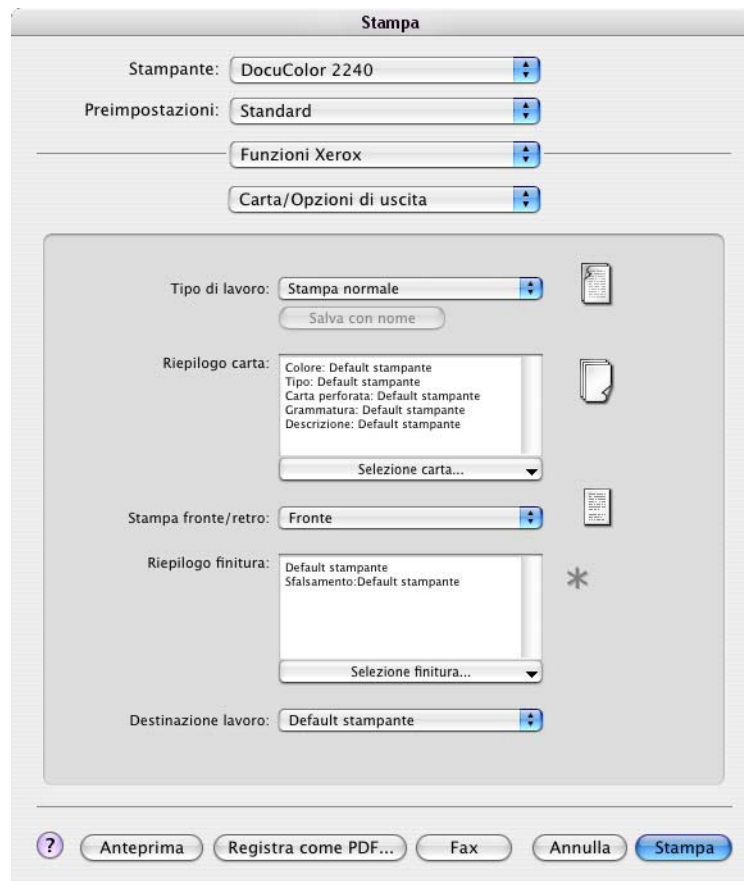 Stampa
Stampante: DocuColor 2240
Preimpostazioni: Standard
Funzioni Xerox
Carta/Opzioni di uscita
Tipo di lavoro: Stampa normale
Salva con nome
Riepilogo carta: Colore: Default stampante
Tipo: Default stampante
Carta perforata: Default stampante
Grammatura: Default stampante
Descrizione: Default stampante
Selezione carta...
Stampa fronte/retro: Fronte
Riepilogo finitura: Default stampante
Sfalsamento:Default stampante
Selezione finitura...
Destinazione lavoro: Default stampante
? Anteprima Registra come PDF... Fax Annulla Stampa